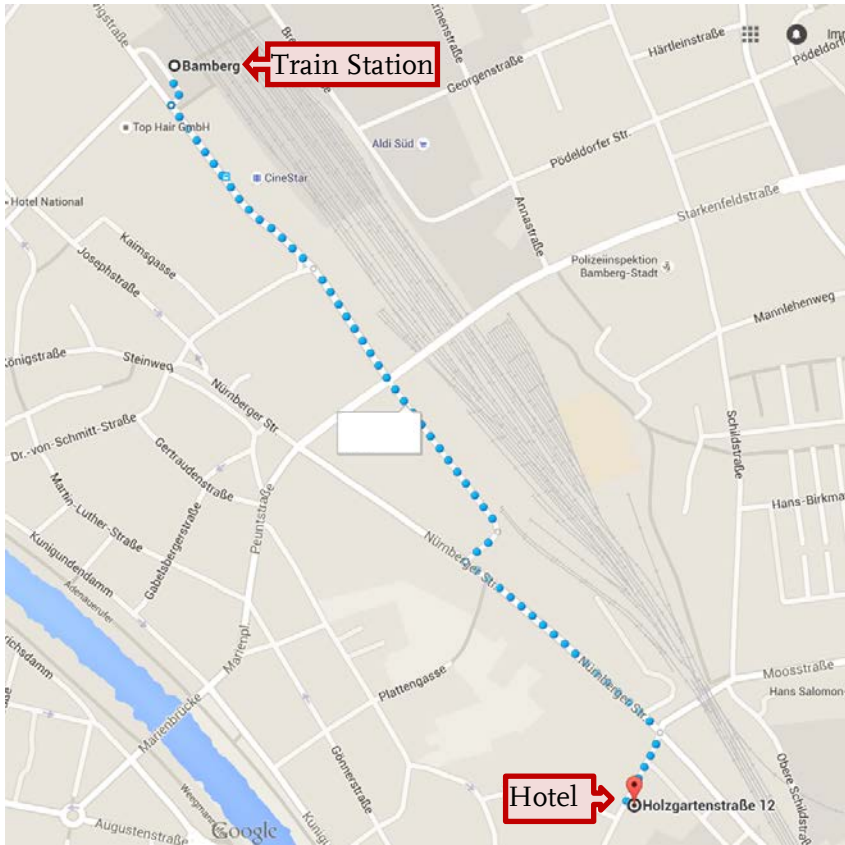 Bamberg
Train Station
Härtleinstraße
Georgenstraße
Top Hair GmbH
Aldi Süd
Pödeldorfer Str.
CineStar
Hotel National
Annastraße
Starkenfeldstraße
Kaimsgasse
Josephstraße
Polizeiinspektion
Bamberg-Stadt
Mannlehenweg
Königstraße
Steinweg
Nürnberger Str.
Dr.-von-Schmitt-Straße
Gertraudenstraße
Schildstraße
Martin-Luther-Straße
Peuntstraße
Hans-Birkma
Kunigundendamm
Gabelsbergerstraße
Nürnberger Str.
Adenauerufer
Marienpl.
Nürnberger Str.
Moosstraße
Plattengasse
Hans Salomon
Marienbrücke
Gönnerstraße
Obere Schildstraße
Hotel
Holzgartenstraße 12
Augustenstraße
Google